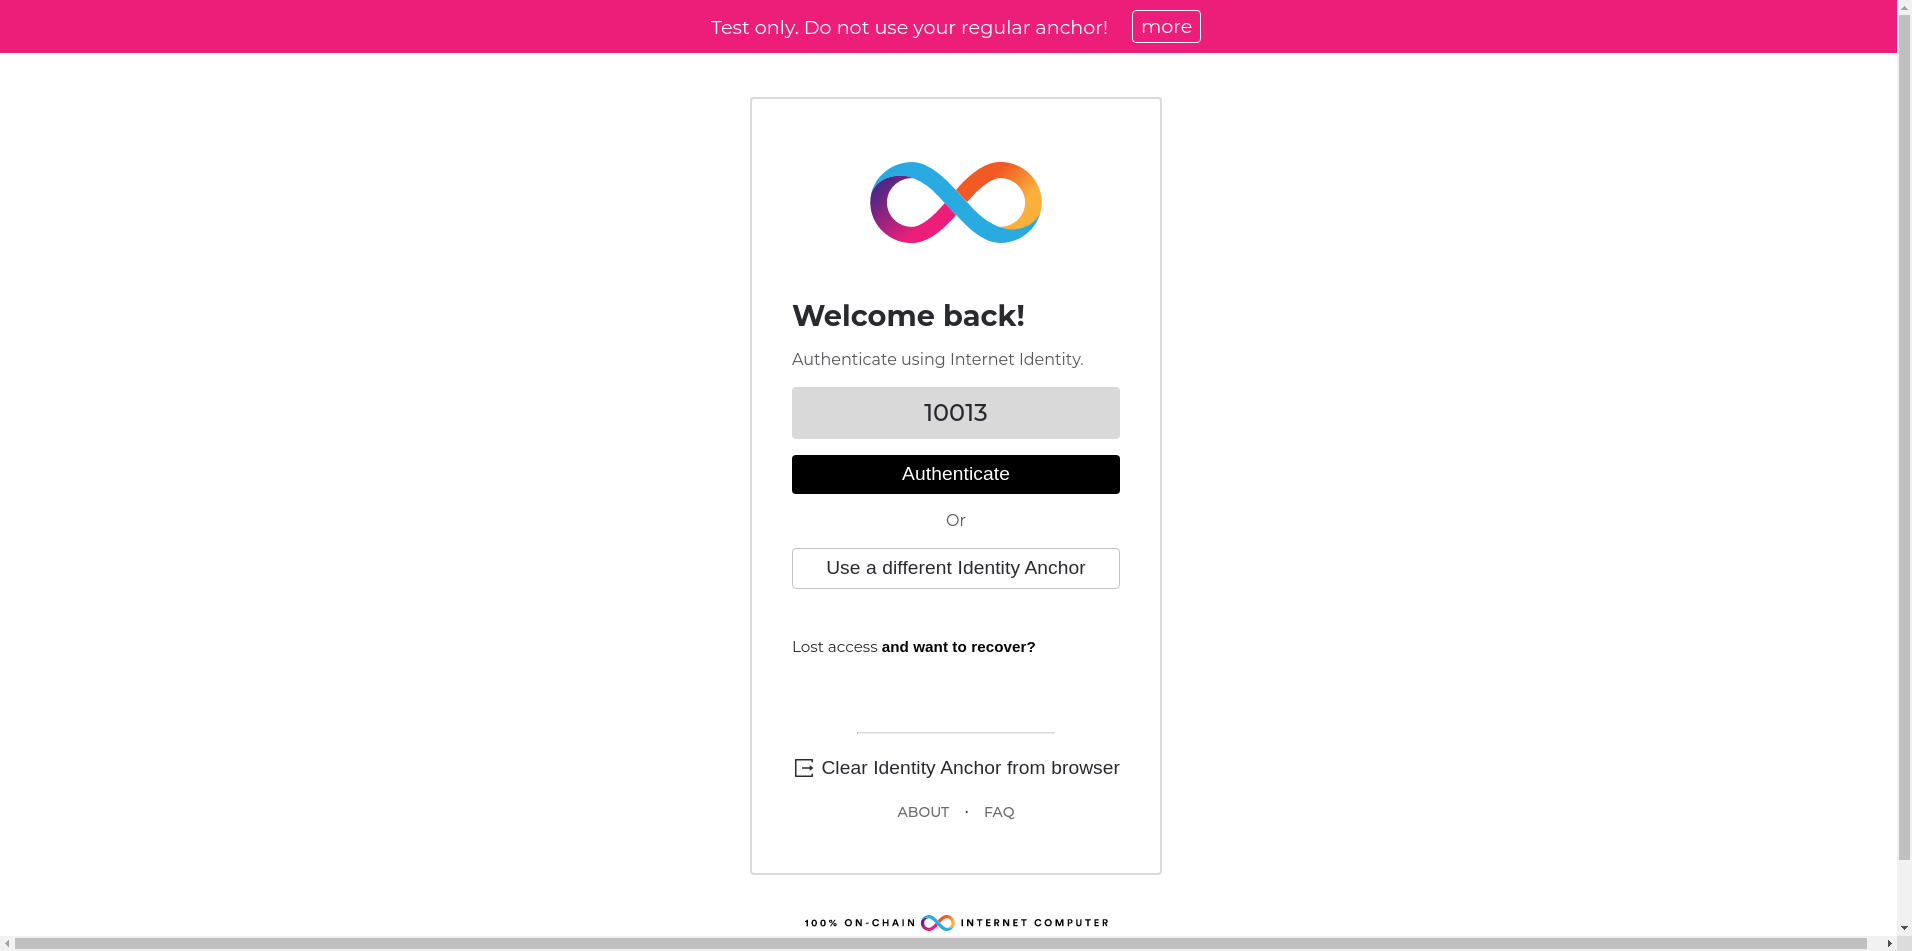 Test only. Do not use your regular anchor! more
Welcome back!
Authenticate using Internet Identity.
10013
Authenticate
Or
Use a different Identity Anchor
Lost access and want to recover?
Clear Identity Anchor from browser
ABOUT · FAQ
100% ON-CHAIN INTERNET COMPUTER